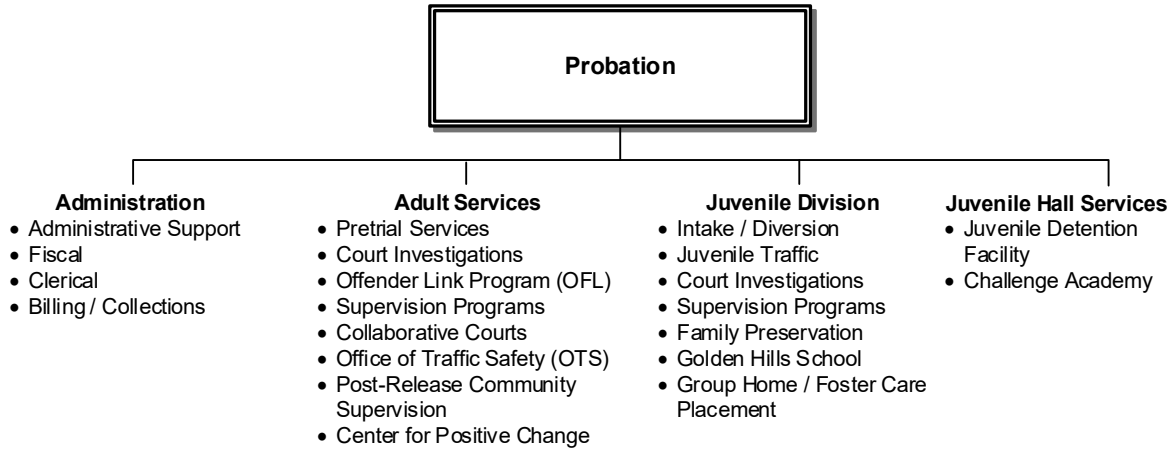 Probation
Administration
• Administrative Support
• Fiscal
• Clerical
• Billing / Collections
Adult Services
• Pretrial Services
• Court Investigations
• Offender Link Program (OFL)
• Supervision Programs
• Collaborative Courts
• Office of Traffic Safety (OTS)
• Post-Release Community
Supervision
• Center for Positive Change
Juvenile Division
• Intake / Diversion
• Juvenile Traffic
• Court Investigations
• Supervision Programs
• Family Preservation
• Golden Hills School
• Group Home / Foster Care
Placement
Juvenile Hall Services
• Juvenile Detention
Facility
• Challenge Academy